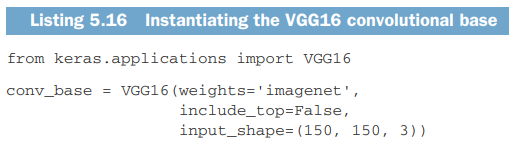 Listing 5.16 Instantiating the VGG16 convolutional base
from keras.applications import VGG16
conv_base = VGG16(weights='imagenet',
include_top=False,
input_shape=(150, 150, 3))